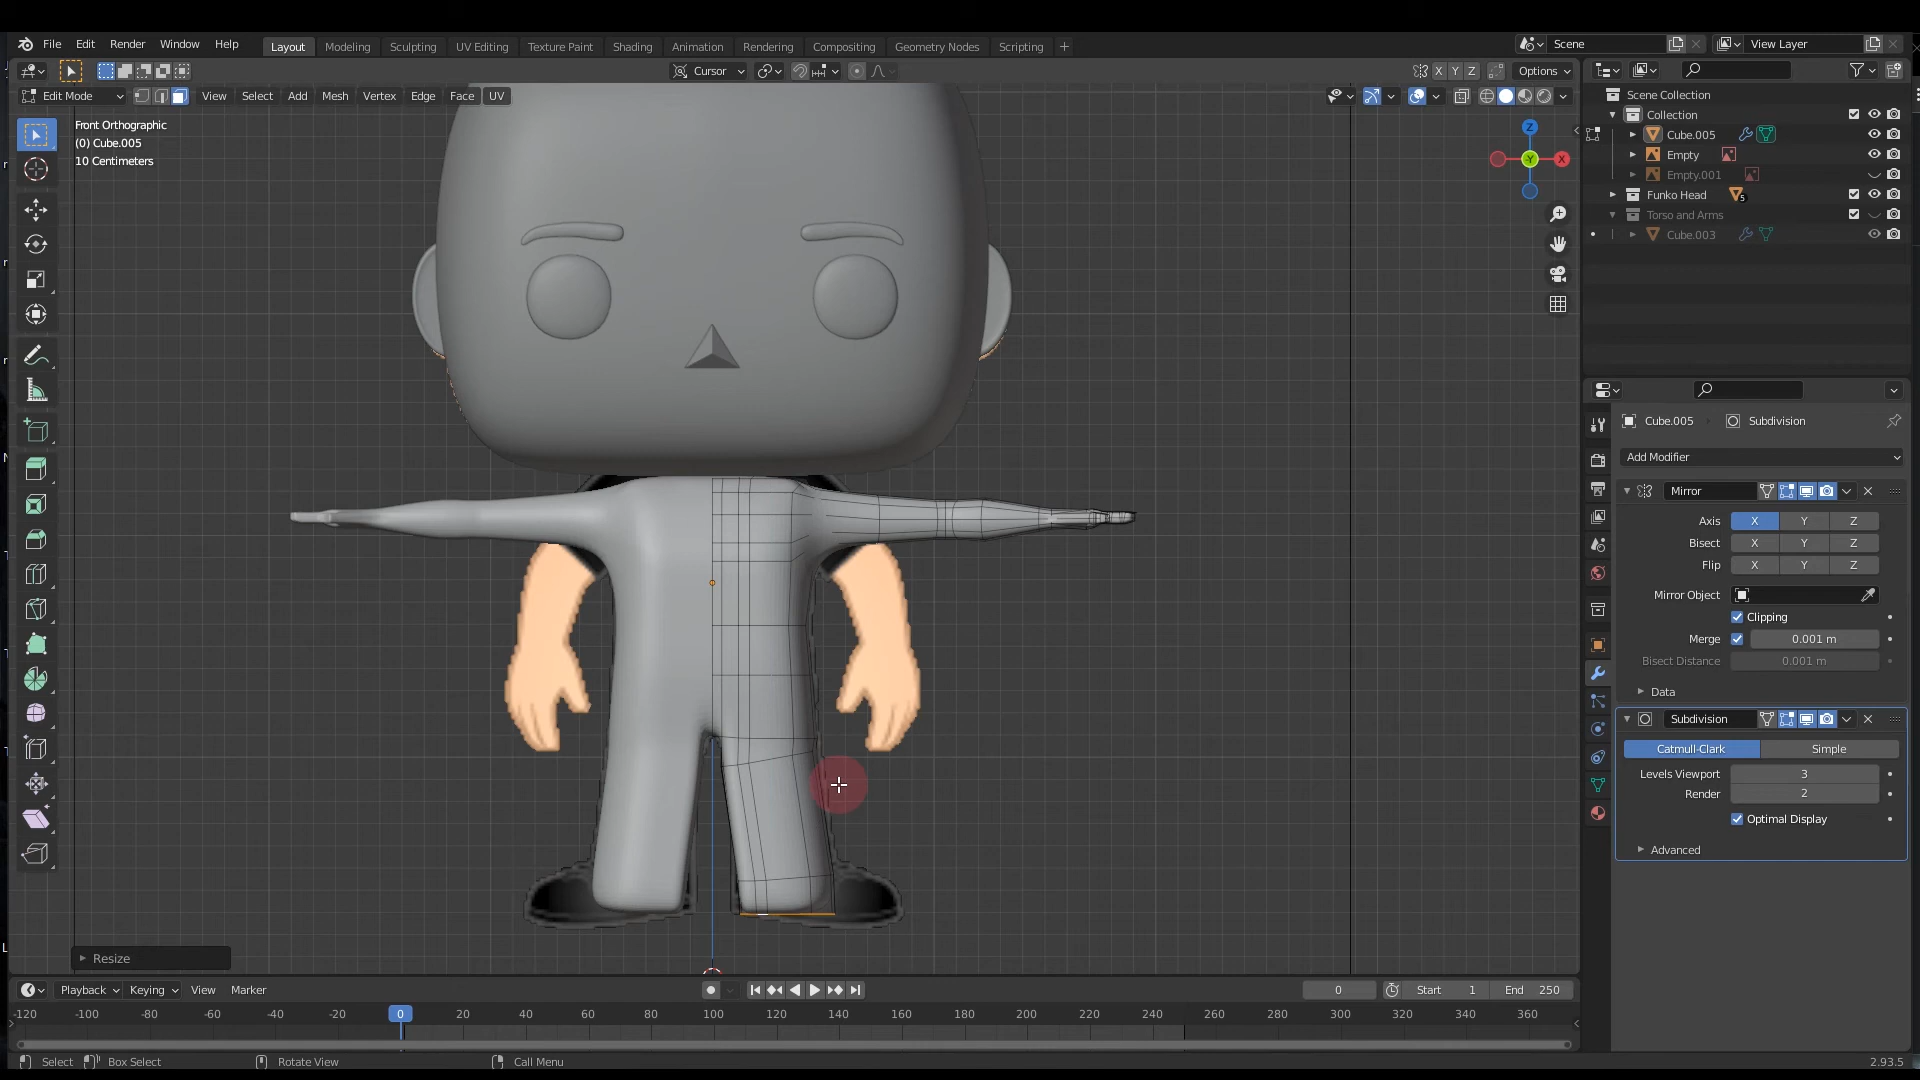 File Edit Render Window Help Layout Modeling Sculpting UV Editing Texture Paint Shading Animation Rendering Compositing Geometry Nodes Scripting + Scene View Layer
Cursor X Y Z Options
Edit Mode View Select Add Mesh Vertex Edge Face UV
Front Orthographic
(0) Cube.005
10 Centimeters
Z
Y
X
Scene Collection
Collection
Cube.005
Empty
Empty.001
Funko Head 5
Torso and Arms
Cube.003
Cube.005 Subdivision
Add Modifier
Mirror
Axis X Y Z
Bisect X Y Z
Flip X Y Z
Mirror Object
Clipping
Merge 0.001 m
Bisect Distance 0.001 m
Data
Subdivision
Catmull-Clark Simple
Levels Viewport 3
Render 2
Optimal Display
Advanced
Resize
Playback Keying View Marker 0 Start 1 End 250
-120 -100 -80 -60 -40 -20 0 20 40 60 80 100 120 140 160 180 200 220 240 260 280 300 320 340 360
Select Box Select Rotate View Call Menu 2.93.5